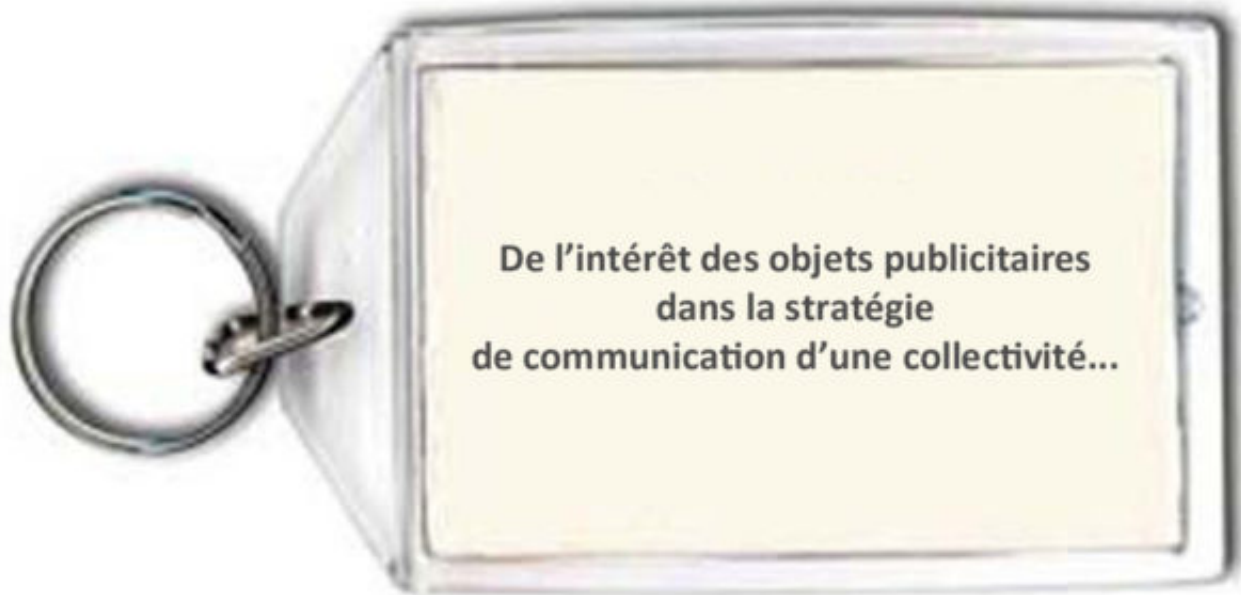 De l’intérêt des objets publicitaires
dans la stratégie
de communication d’une collectivité...